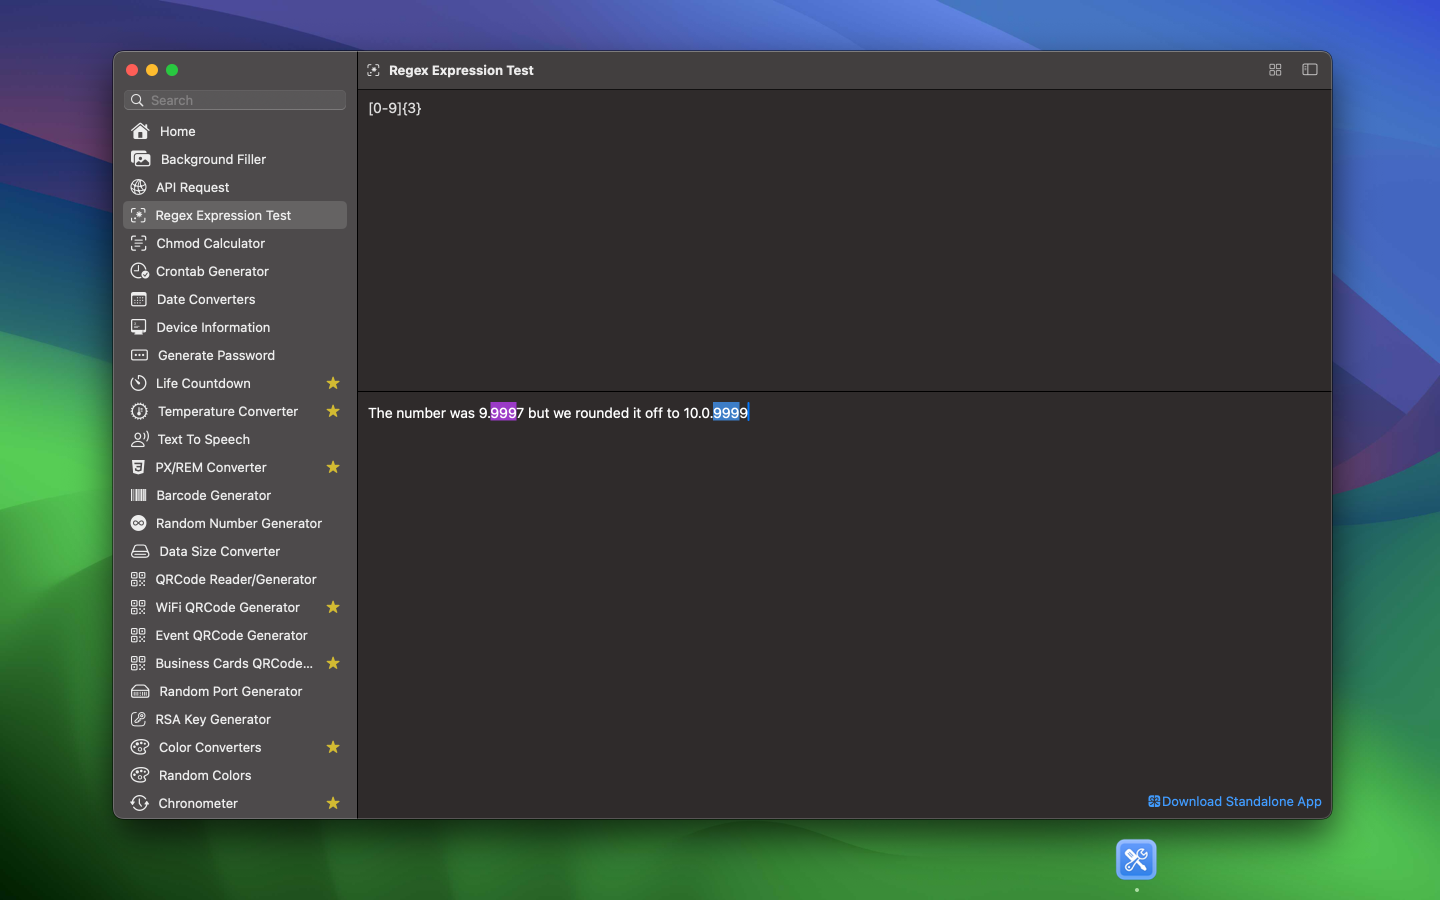 Regex Expression Test
Search
[0-9]{3}
Home
Background Filler
API Request
Regex Expression Test
Chmod Calculator
Crontab Generator
Date Converters
Device Information
Generate Password
Life Countdown
Temperature Converter
Text To Speech
PX/REM Converter
Barcode Generator
Random Number Generator
Data Size Converter
QRCode Reader/Generator
WiFi QRCode Generator
Event QRCode Generator
Business Cards QRCode...
Random Port Generator
RSA Key Generator
Color Converters
Random Colors
Chronometer
The number was 9.9997 but we rounded it off to 10.0.9999
Download Standalone App